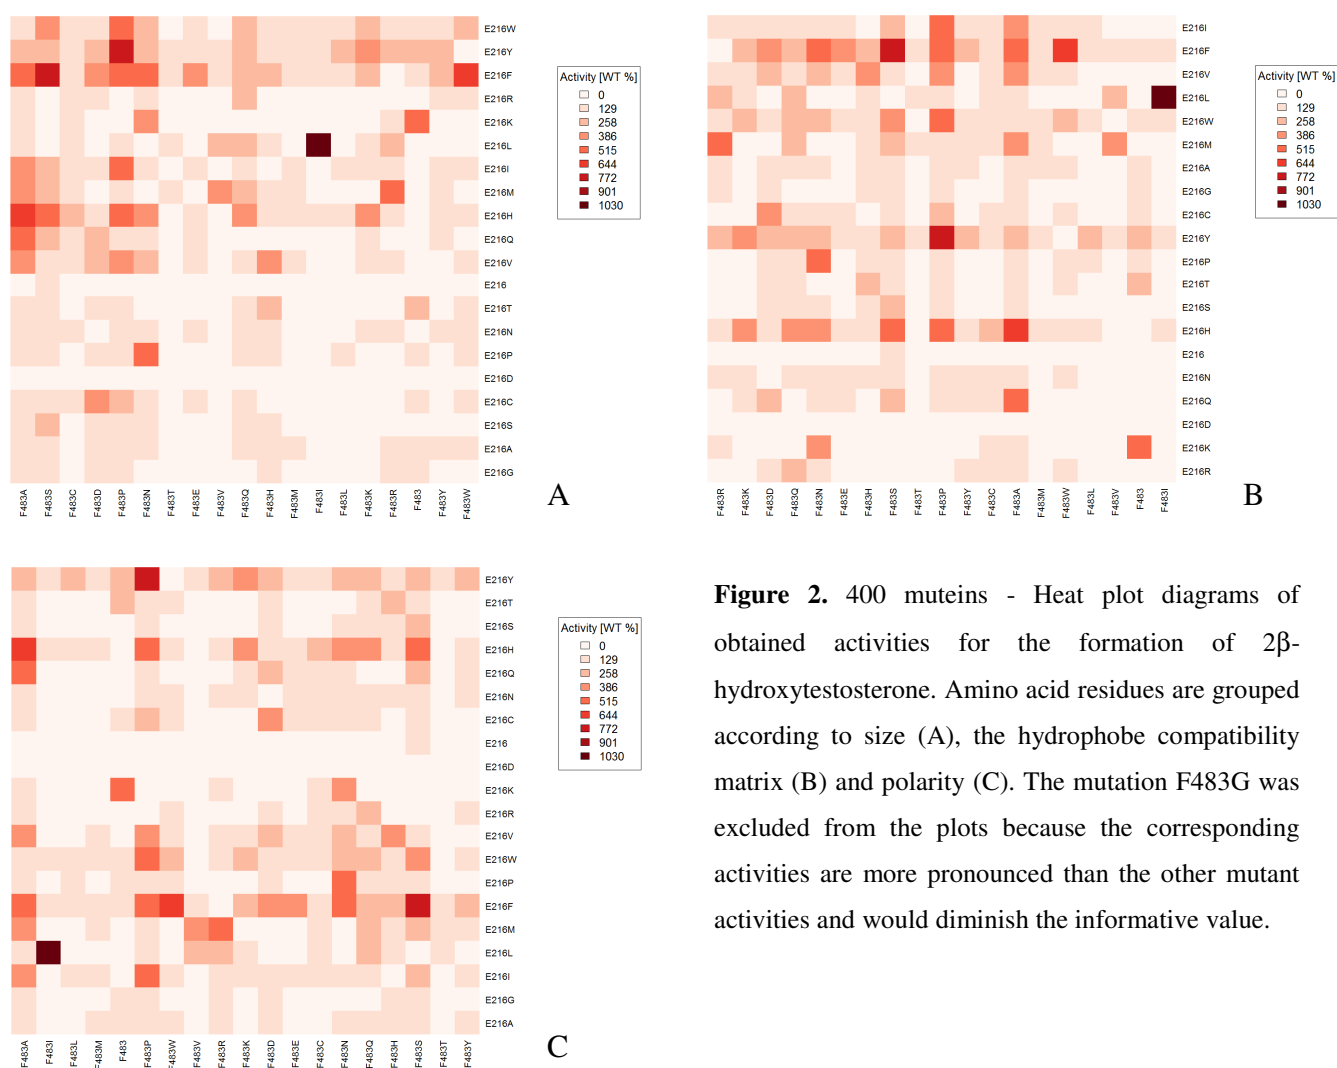 E216W
E216Y
E216F
E216R
E216K
E216L
E216I
E216M
E216H
E216Q
E216V
E216
E216T
E216N
E216P
E216D
E216C
E216S
E216A
E216G
F483A
F483S
F483C
F483D
F483P
F483N
F483T
F483E
F483V
F483Q
F483H
F483M
F483I
F483L
F483K
F483R
F483
F483Y
F483W
Activity [WT %]
0
129
258
386
515
644
772
901
1030
A
E216I
E216F
E216V
E216L
E216W
E216M
E216A
E216G
E216C
E216Y
E216P
E216T
E216S
E216H
E216
E216N
E216Q
E216D
E216K
E216R
F483R
F483K
F483D
F483Q
F483N
F483E
F483H
F483S
F483T
F483P
F483Y
F483C
F483A
F483M
F483W
F483L
F483V
F483
F483I
Activity [WT %]
0
129
258
386
515
644
772
901
1030
B
E216Y
E216T
E216S
E216H
E216Q
E216N
E216C
E216
E216D
E216K
E216R
E216V
E216W
E216P
E216F
E216M
E216L
E216I
E216G
E216A
F483A
F483I
F483L
F483M
F483
F483P
F483W
F483V
F483R
F483K
F483D
F483E
F483C
F483N
F483Q
F483H
F483S
F483T
F483Y
Activity [WT %]
0
129
258
386
515
644
772
901
1030
C
Figure 2. 400 muteins - Heat plot diagrams of
obtained activities for the formation of 2β-
hydroxytestosterone. Amino acid residues are grouped
according to size (A), the hydrophobe compatibility
matrix (B) and polarity (C). The mutation F483G was
excluded from the plots because the corresponding
activities are more pronounced than the other mutant
activities and would diminish the informative value.